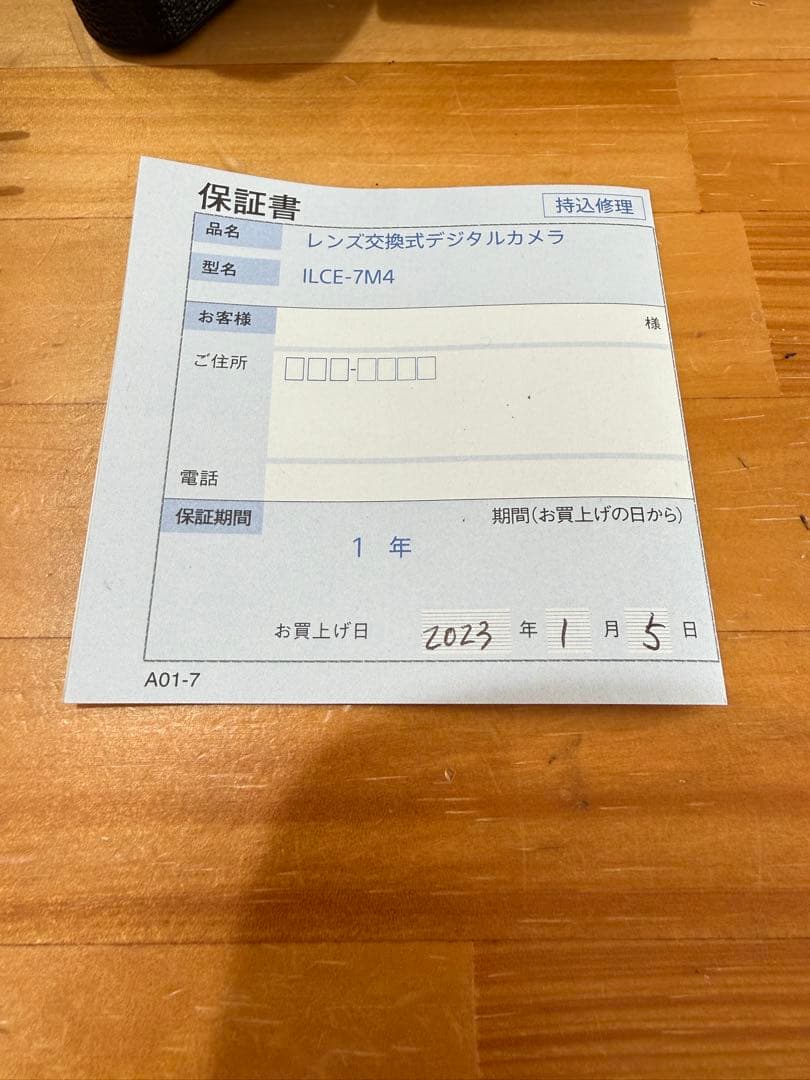 保証書
持込修理
品名 レンズ交換式デジタルカメラ
型名 ILCE-7M4
お客様 様
ご住所 □□□-□□□□
電話
保証期間 期間(お買上げの日から)
1 年
お買上げ日 2023 年 1 月 5 日
A01-7